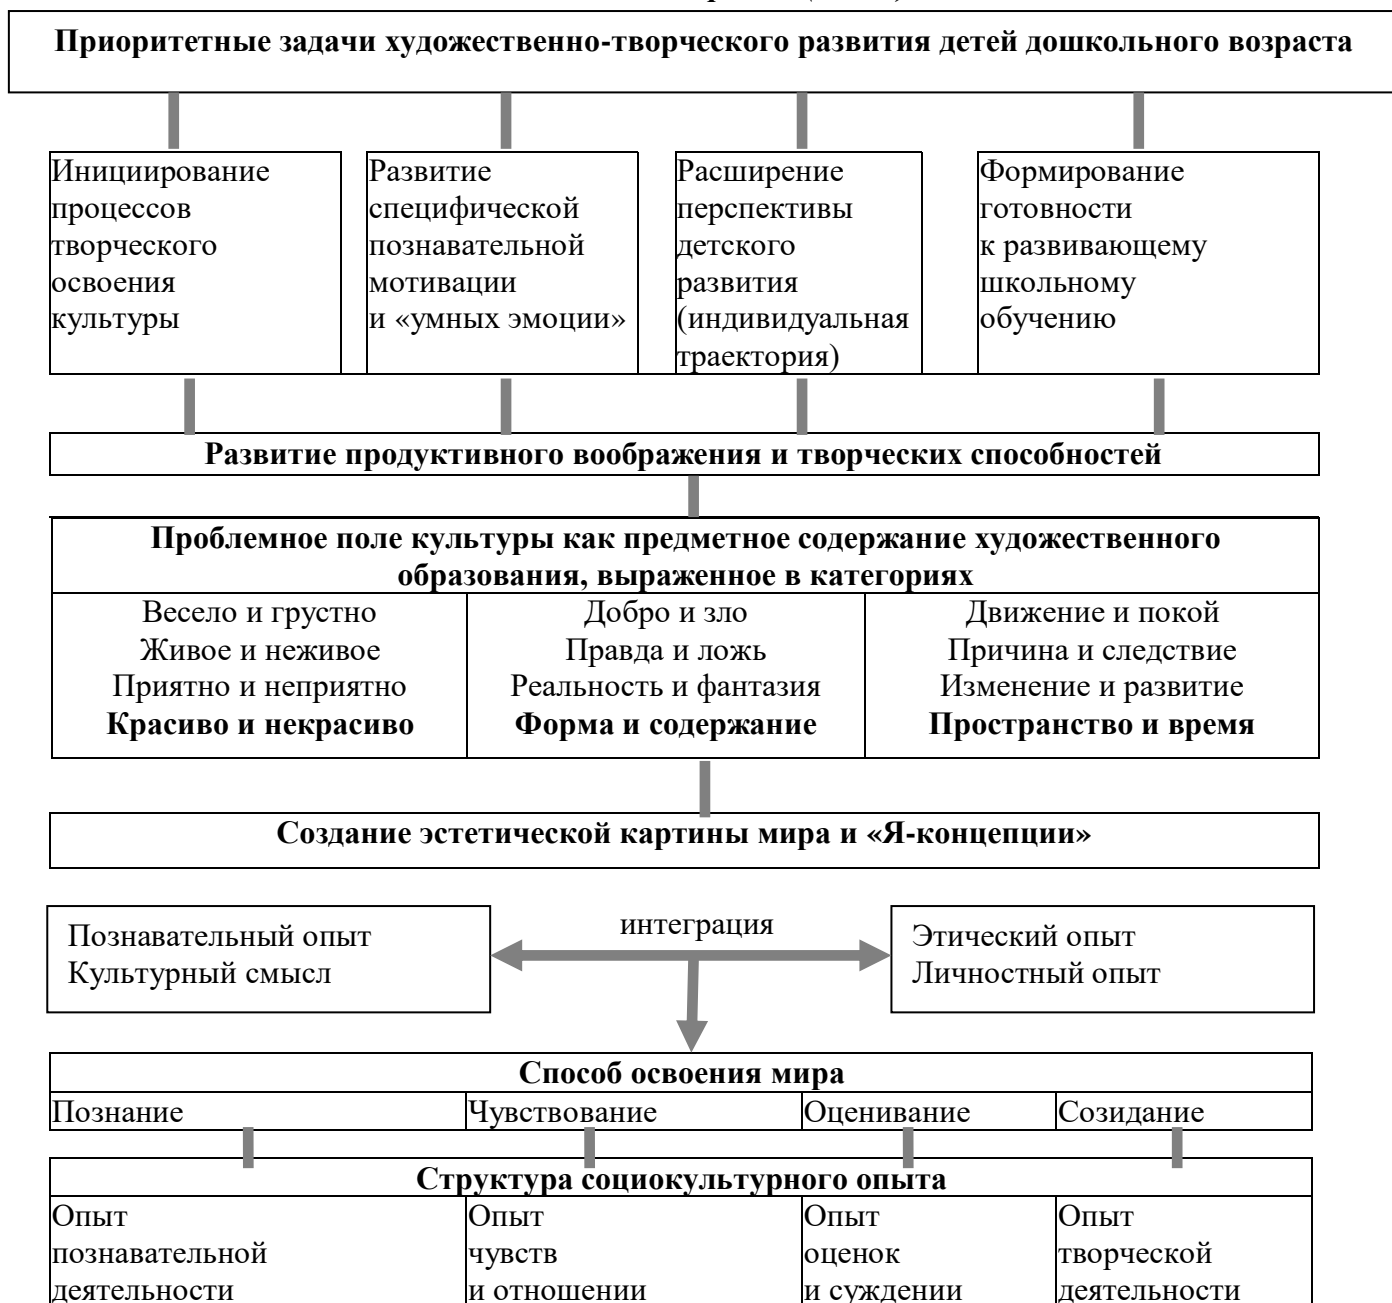 Приоритетные задачи художественно-творческого развития детей дошкольного возраста
Инициирование
процессов
творческого
освоения
культуры
Развитие
специфической
познавательной
мотивации
и «умных эмоции»
Расширение
перспективы
детского
развития
(индивидуальная
траектория)
Формирование
готовности
к развивающему
школьному
обучению
Развитие продуктивного воображения и творческих способностей
Проблемное поле культуры как предметное содержание художественного
образования, выраженное в категориях
Весело и грустно
Живое и неживое
Приятно и неприятно
Красиво и некрасиво
Добро и зло
Правда и ложь
Реальность и фантазия
Форма и содержание
Движение и покой
Причина и следствие
Изменение и развитие
Пространство и время
Создание эстетической картины мира и «Я-концепции»
Познавательный опыт
Культурный смысл
интеграция
Этический опыт
Личностный опыт
Способ освоения мира
Познание
Чувствование
Оценивание
Созидание
Структура социокультурного опыта
Опыт
познавательной
деятельности
Опыт
чувств
и отношении
Опыт
оценок
и суждении
Опыт
творческой
деятельности